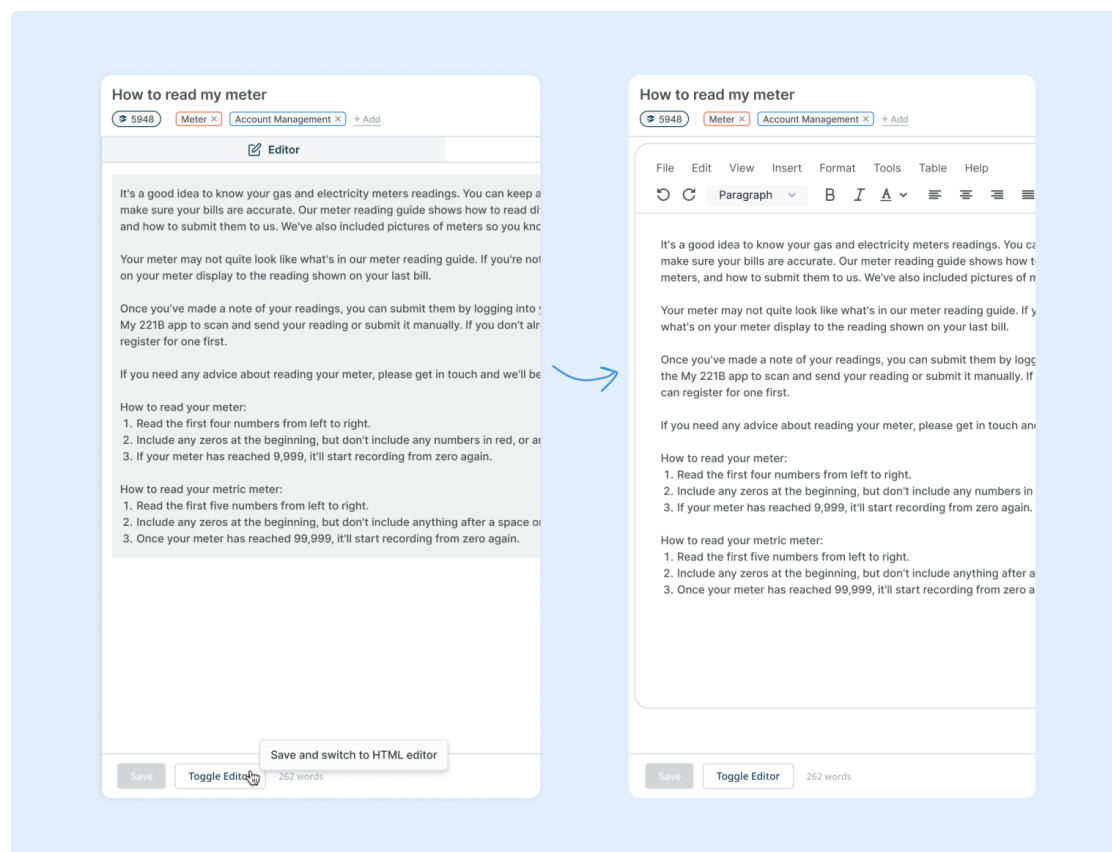 How to read my meter
5948
Meter ×
Account Management ×
+ Add
Editor
It's a good idea to know your gas and electricity meters readings. You can keep a
make sure your bills are accurate. Our meter reading guide shows how to read
and how to submit them to us. We've also included pictures of meters so you
Your meter may not quite look like what's in our meter reading guide. If you're not
on your meter display to the reading shown on your last bill.
Once you've made a note of your readings, you can submit them by logging into
My 221B app to scan and send your reading or submit it manually. If you don't
register for one first.
If you need any advice about reading your meter, please get in touch and we'll be
How to read your meter:
1. Read the first four numbers from left to right.
2. Include any zeros at the beginning, but don't include any numbers in red, or
3. If your meter has reached 9,999, it'll start recording from zero again.
How to read your metric meter:
1. Read the first five numbers from left to right.
2. Include any zeros at the beginning, but don't include anything after a space
3. Once your meter has reached 99,999, it'll start recording from zero again.
Save and switch to HTML editor
Save
Toggle Editor
262 words
How to read my meter
5948
Meter ×
Account Management ×
+ Add
File Edit View Insert Format Tools Table Help
Paragraph
B I A
It's a good idea to know your gas and electricity meters readings. You
make sure your bills are accurate. Our meter reading guide shows how
meters, and how to submit them to us. We've also included pictures of
Your meter may not quite look like what's in our meter reading guide. If
what's on your meter display to the reading shown on your last bill.
Once you've made a note of your readings, you can submit them by
the My 221B app to scan and send your reading or submit it manually. If
can register for one first.
If you need any advice about reading your meter, please get in touch
How to read your meter:
1. Read the first four numbers from left to right.
2. Include any zeros at the beginning, but don't include any numbers in
3. If your meter has reached 9,999, it'll start recording from zero again.
How to read your metric meter:
1. Read the first five numbers from left to right.
2. Include any zeros at the beginning, but don't include anything after a
3. Once your meter has reached 99,999, it'll start recording from zero
Save
Toggle Editor
262 words